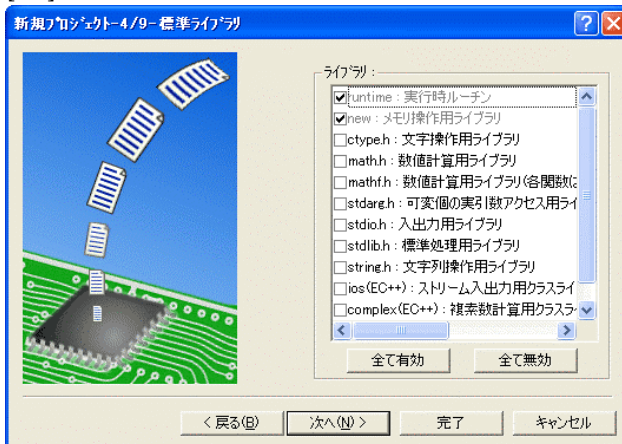 新規プロジェクト-4/9-標準ライブラリ
ライブラリ:
runtime:実行時ルーチン
new:メモリ操作用ライブラリ
ctype.h:文字操作用ライブラリ
math.h:数値計算用ライブラリ
mathf.h:数値計算用ライブラリ(各関数
stdarg.h:可変個の実引数アクセス用ライ
stdio.h:入出力用ライブラリ
stdlib.h:標準処理用ライブラリ
string.h:文字列操作用ライブラリ
ios(EC++):ストリーム入出力用クラスライ
complex(EC++):複素数計算用クラスラ
全て有効
全て無効
< 戻る(B)
次へ(N) >
完了
キャンセル